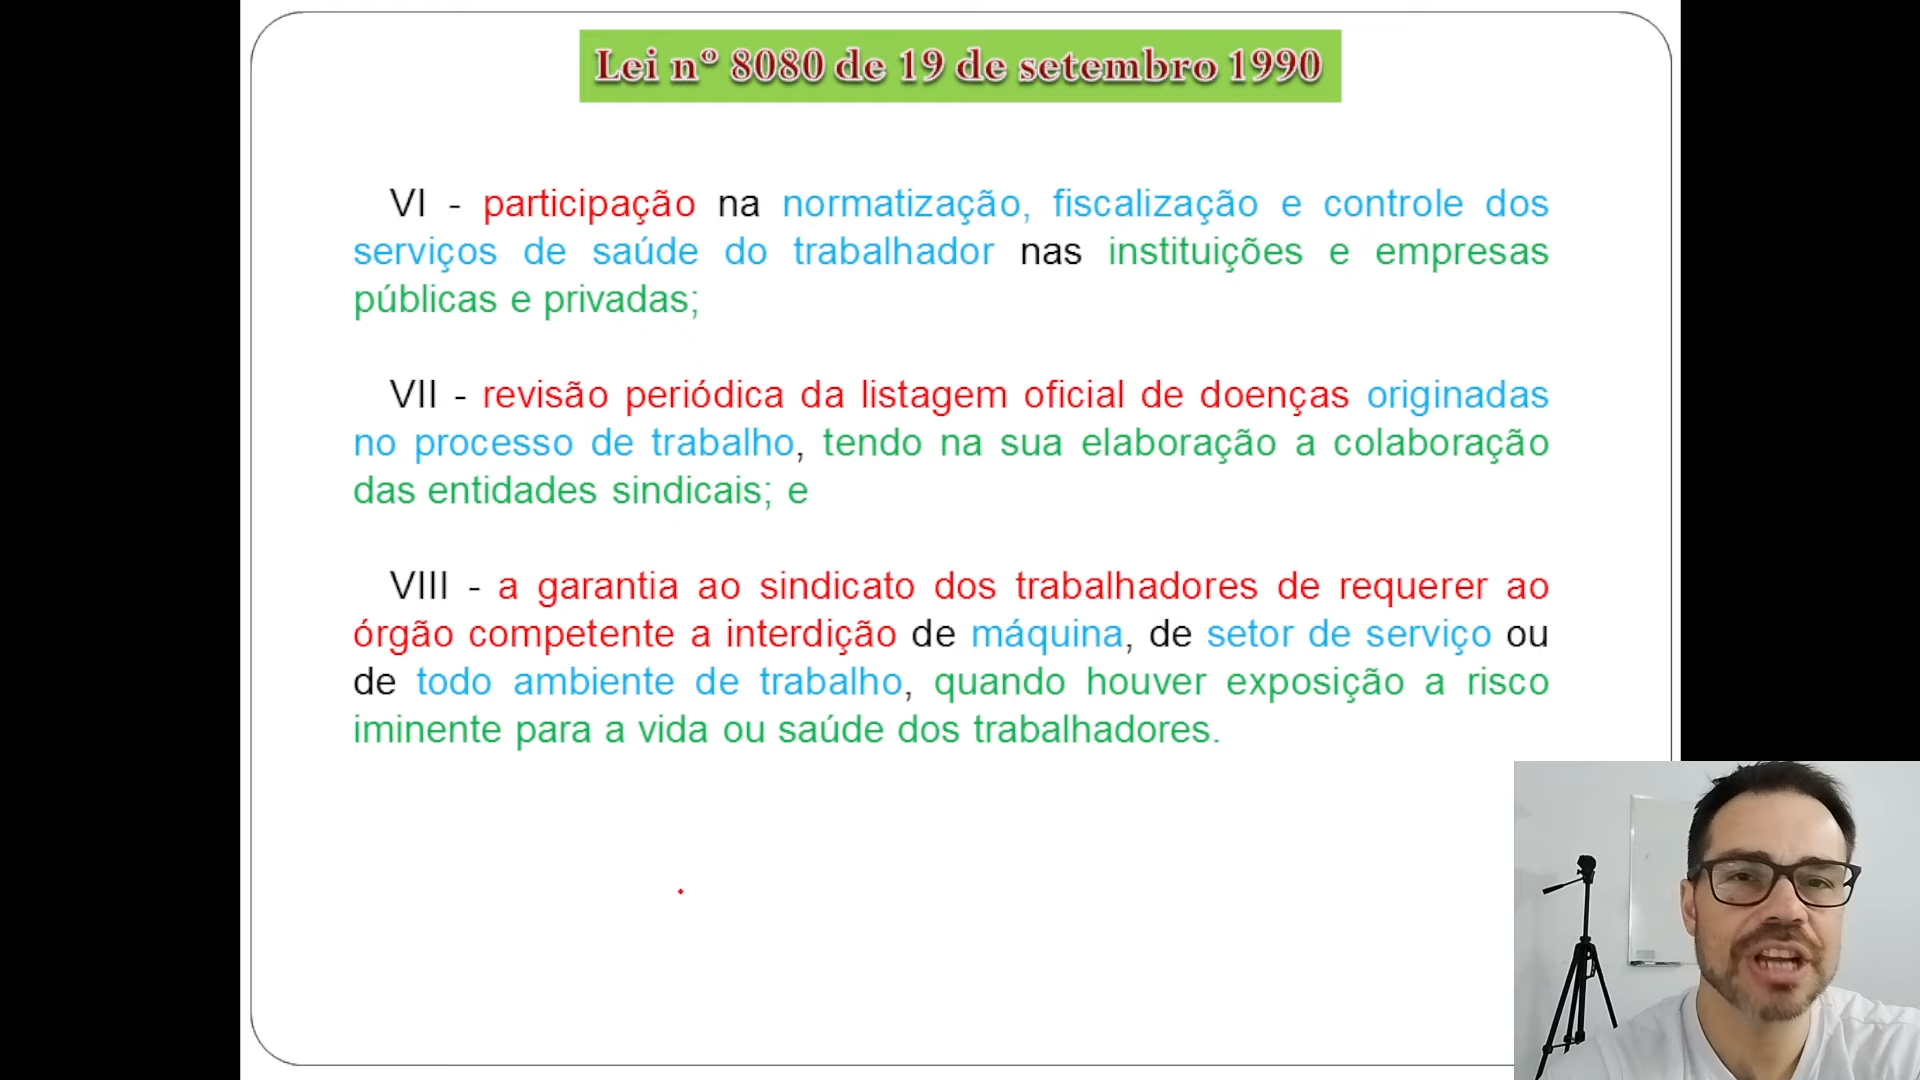 Lei nº 8080 de 19 de setembro 1990
VI - participação na normatização, fiscalização e controle dos
serviços de saúde do trabalhador nas instituições e empresas
públicas e privadas;
VII - revisão periódica da listagem oficial de doenças originadas
no processo de trabalho, tendo na sua elaboração a colaboração
das entidades sindicais; e
VIII - a garantia ao sindicato dos trabalhadores de requerer ao
órgão competente a interdição de máquina, de setor de serviço ou
de todo ambiente de trabalho, quando houver exposição a risco
iminente para a vida ou saúde dos trabalhadores.